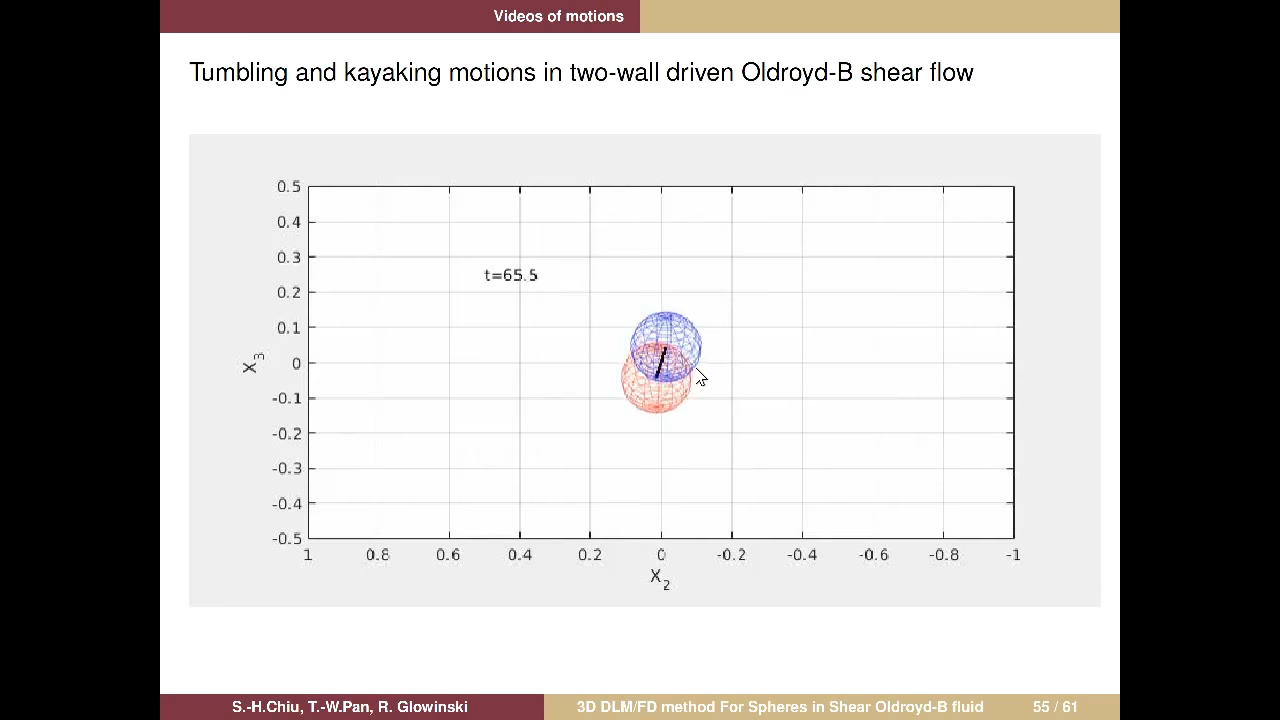 Videos of motions
Tumbling and kayaking motions in two-wall driven Oldroyd-B shear flow
0.5
0.4
0.3
t=65.5
0.2
0.1
X3
0
-0.1
-0.2
-0.3
-0.4
-0.5
1 0.8 0.6 0.4 0.2 0 -0.2 -0.4 -0.6 -0.8 -1
X2
S.-H.Chiu, T.-W.Pan, R. Glowinski 3D DLM/FD method For Spheres in Shear Oldroyd-B fluid 55 / 61